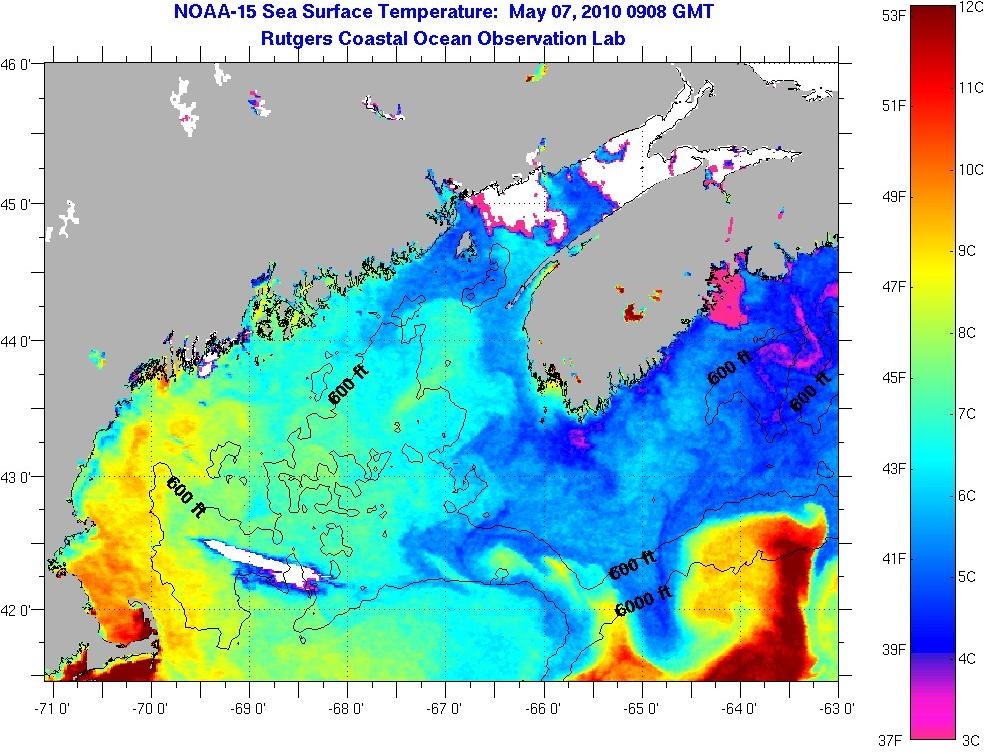 NOAA-15 Sea Surface Temperature: May 07, 2010 0908 GMT
Rutgers Coastal Ocean Observation Lab
46 0'
45 0'
44 0'
43 0'
42 0'
-71 0' -70 0' -69 0' -68 0' -67 0' -66 0' -65 0' -64 0' -63 0'
600 ft
600 ft
600 ft
600 ft
600 ft
6000 ft
53F 12C
51F 11C
49F 10C
47F 9C
45F 8C
43F 7C
41F 6C
39F 5C
37F 4C
3C